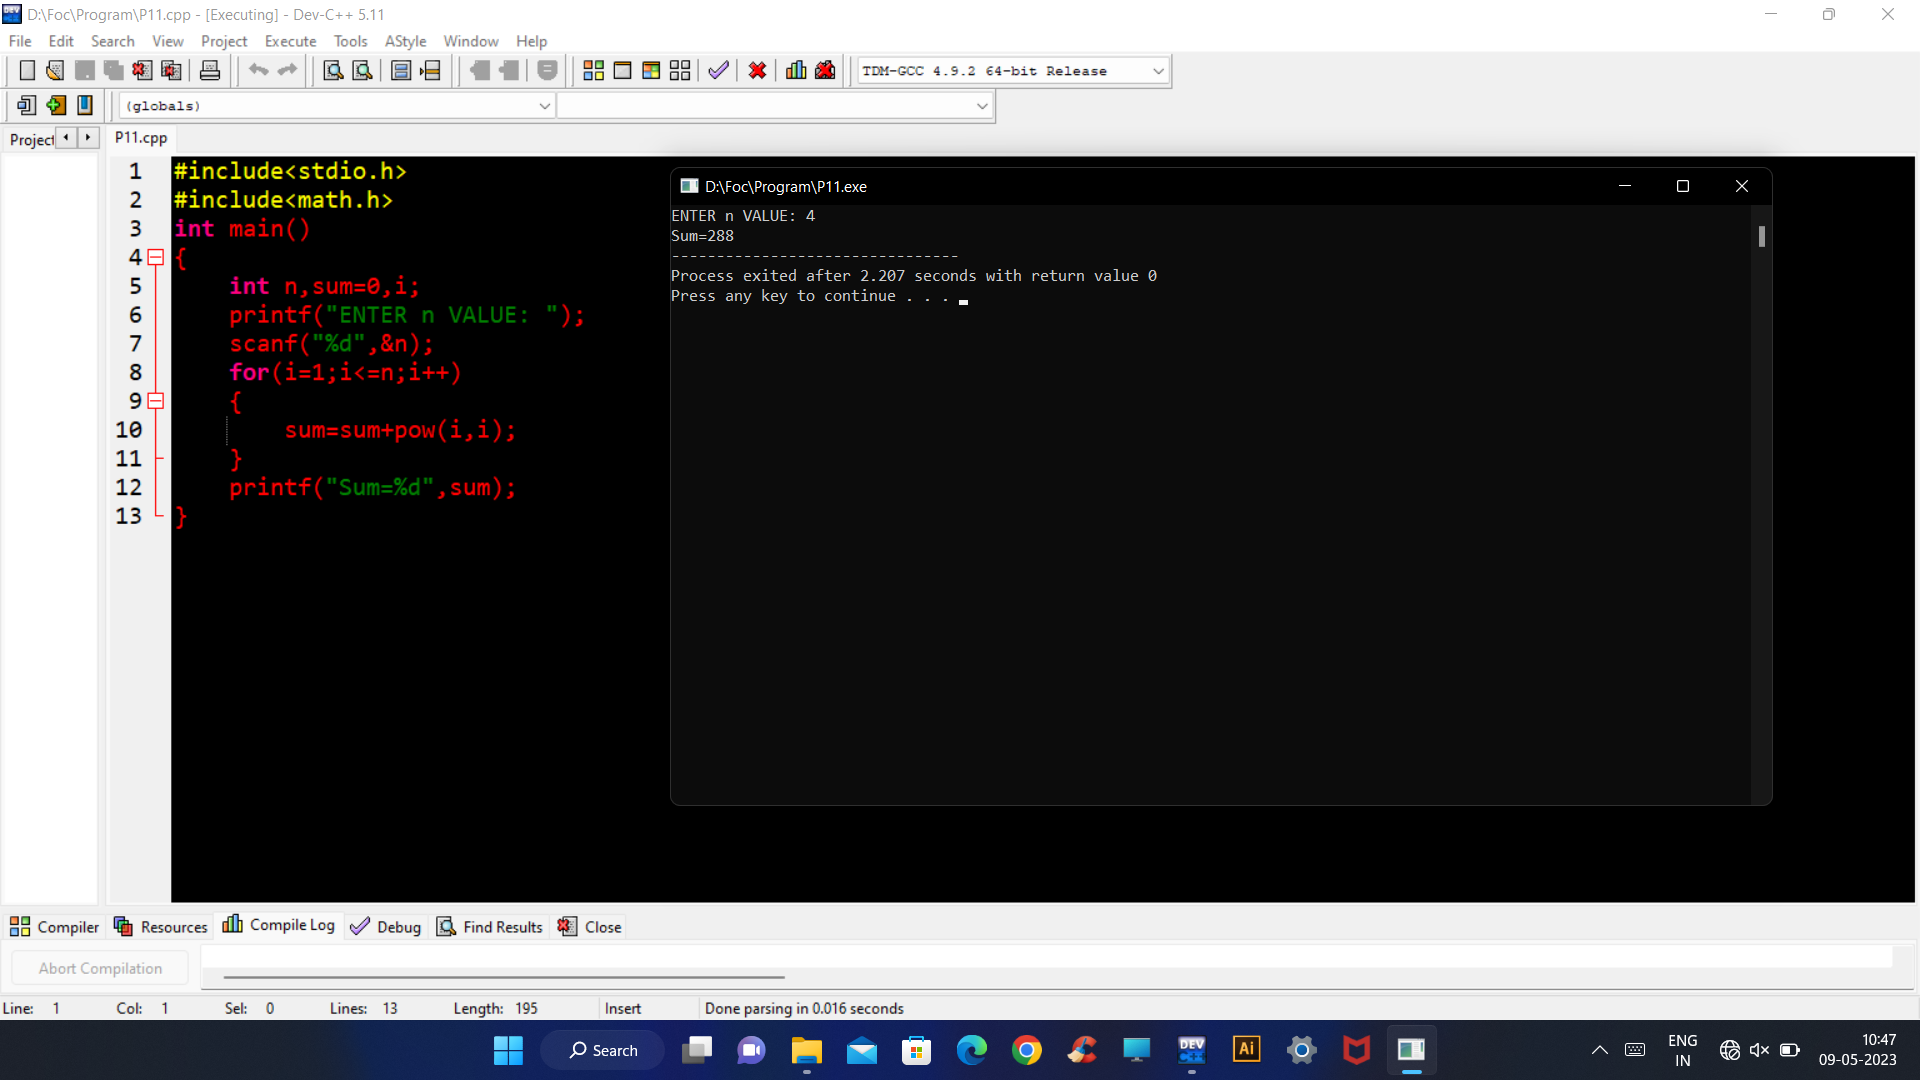 D:\Foc\Program\P11.cpp - [Executing] - Dev-C++ 5.11
File Edit Search View Project Execute Tools AStyle Window Help
TDM-GCC 4.9.2 64-bit Release
(globals)
Project P11.cpp
1 #include<stdio.h>
2 #include<math.h>
3 int main()
4 {
5 int n,sum=0,i;
6 printf("ENTER n VALUE: ");
7 scanf("%d",&n);
8 for(i=1;i<=n;i++)
9 {
10 sum=sum+pow(i,i);
11 }
12 printf("Sum=%d",sum);
13 }
D:\Foc\Program\P11.exe
ENTER n VALUE: 4
Sum=288
--------------------------------
Process exited after 2.207 seconds with return value 0
Press any key to continue . . .
Compiler Resources Compile Log Debug Find Results Close
Abort Compilation
Line: 1 Col: 1 Sel: 0 Lines: 13 Length: 195 Insert Done parsing in 0.016 seconds
Search
DEV C++
Ai
ENG
IN
10:47
09-05-2023